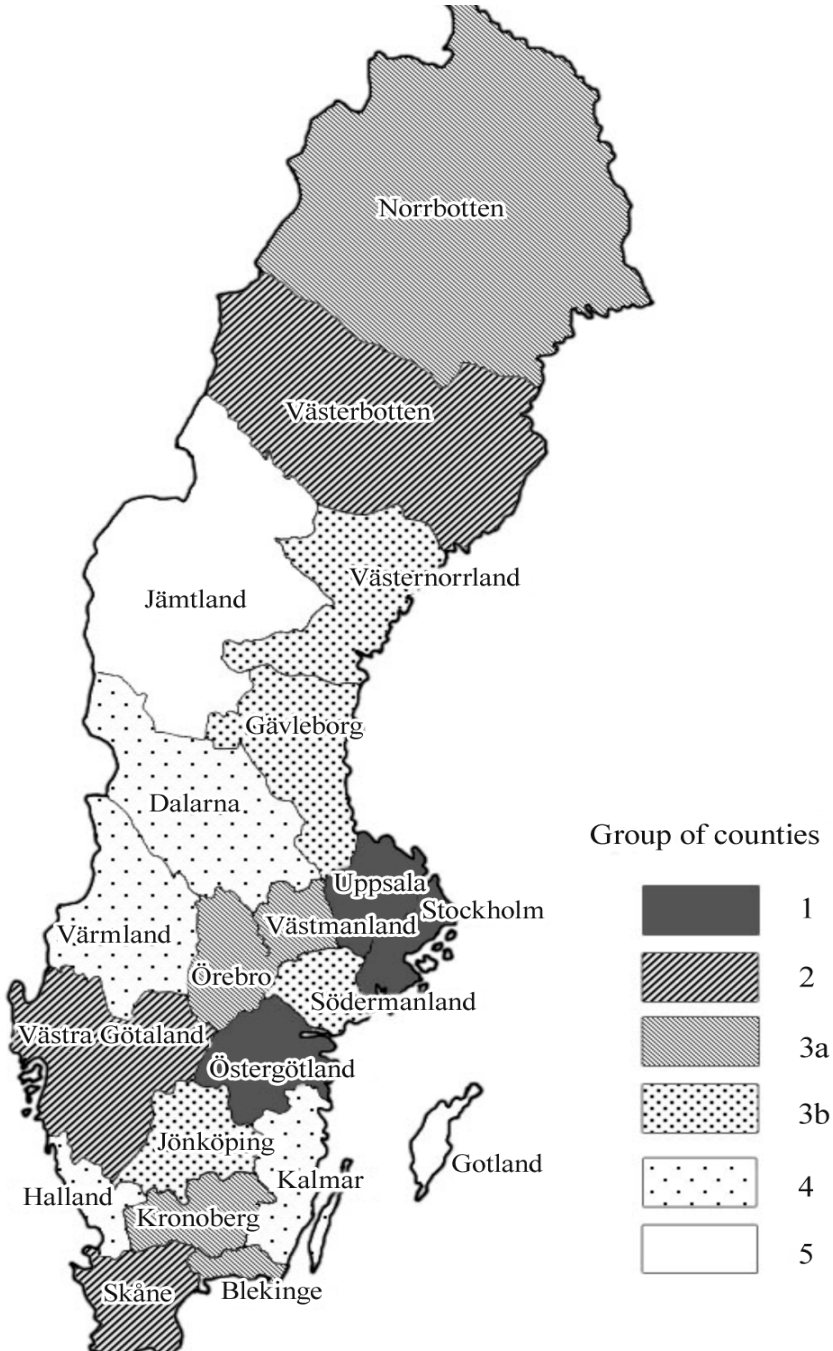 Norrbotten
Västerbotten
Västernorrland
Jämtland
Gävleborg
Dalarna
Group of counties
Uppsala
1
Stockholm
Västmanland
Värmland
Örebro
2
Södermanland
Västra Götaland
3a
Östergötland
3b
Jönköping
Gotland
Kalmar
4
Halland
Kronoberg
5
Blekinge
Skåne